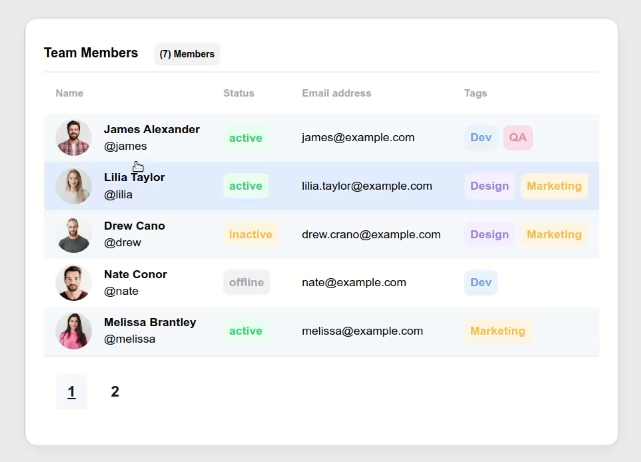 Team Members (7) Members
Name Status Email address Tags
James Alexander
@james active james@example.com Dev QA
Lilia Taylor
@lilia active lilia.taylor@example.com Design Marketing
Drew Cano
@drew inactive drew.crano@example.com Design Marketing
Nate Conor
@nate offline nate@example.com Dev
Melissa Brantley
@melissa active melissa@example.com Marketing
1 2